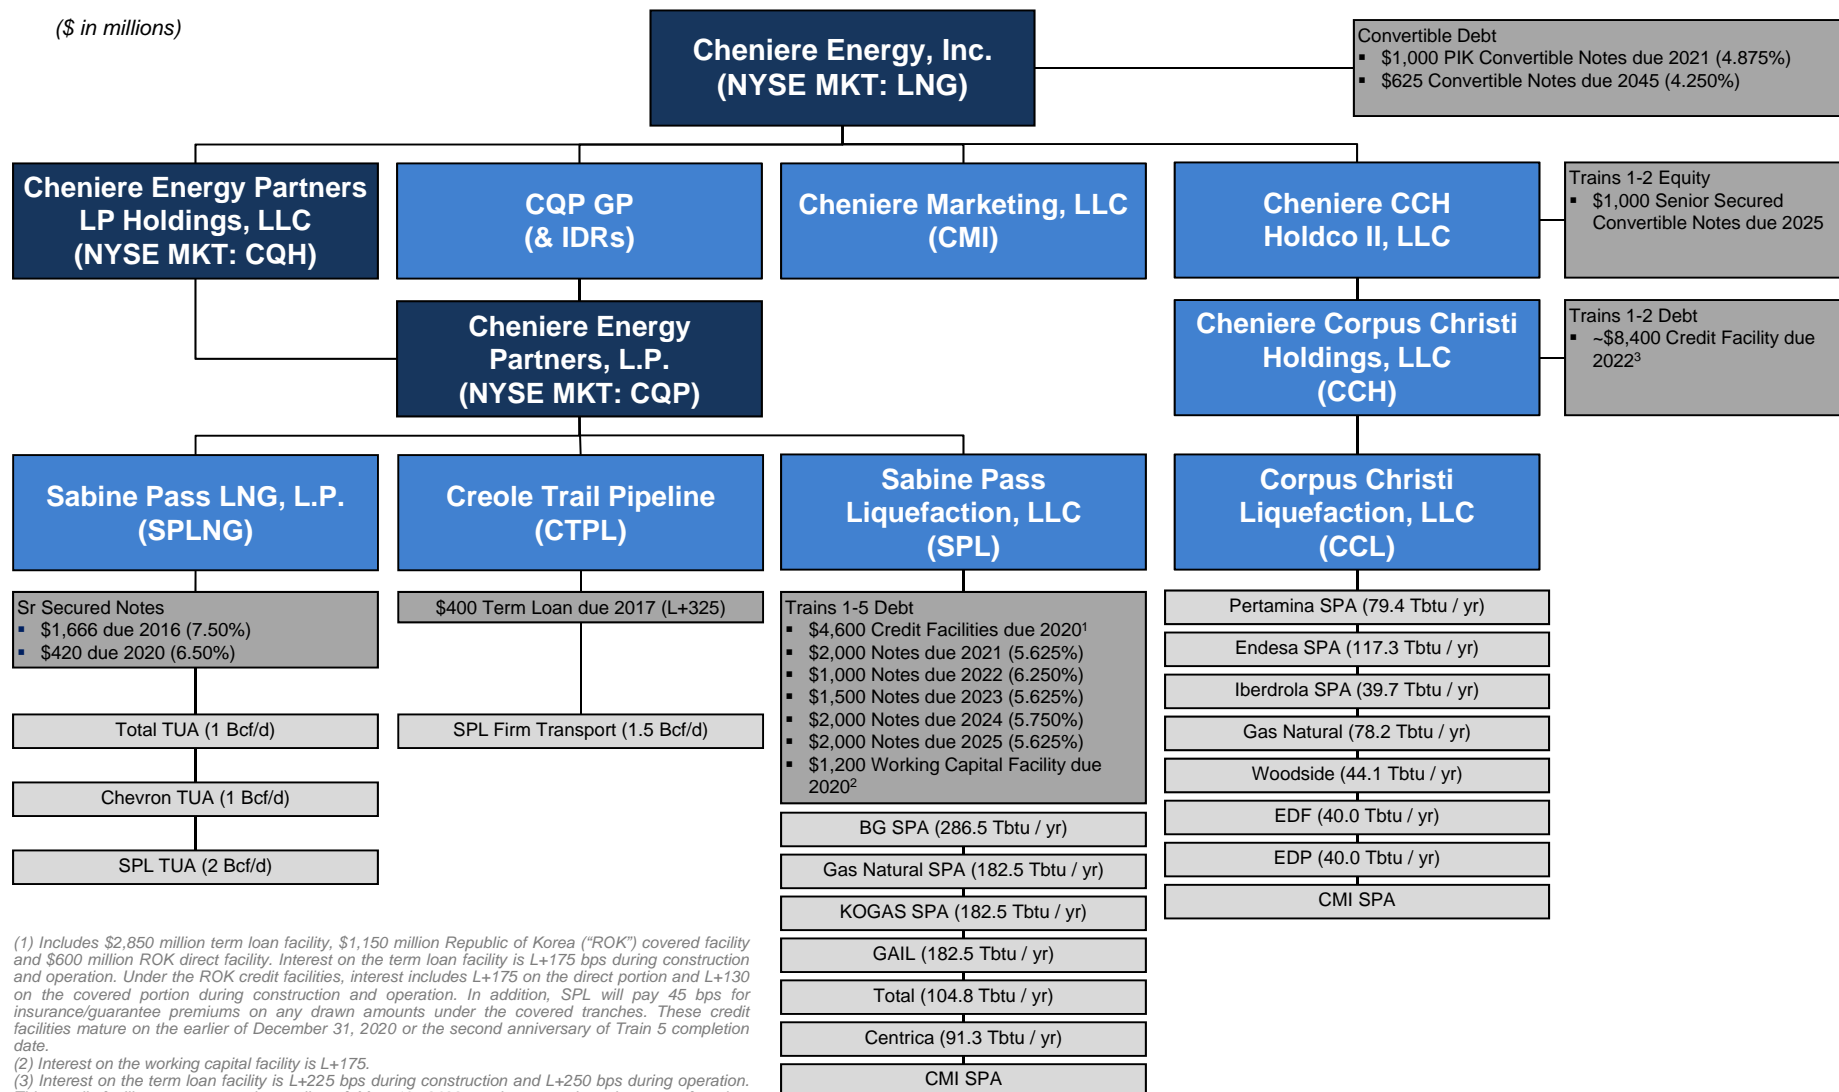 ($ in millions)
Cheniere Energy, Inc.
(NYSE MKT: LNG)
Convertible Debt
▪ $1,000 PIK Convertible Notes due 2021 (4.875%)
▪ $625 Convertible Notes due 2045 (4.250%)
Cheniere Energy Partners
LP Holdings, LLC
(NYSE MKT: CQH)
CQP GP
(& IDRs)
Cheniere Marketing, LLC
(CMI)
Cheniere CCH
Holdco II, LLC
Trains 1-2 Equity
▪ $1,000 Senior Secured
Convertible Notes due 2025
Cheniere Energy
Partners, L.P.
(NYSE MKT: CQP)
Cheniere Corpus Christi
Holdings, LLC
(CCH)
Trains 1-2 Debt
▪ ~$8,400 Credit Facility due
2022³
Sabine Pass LNG, L.P.
(SPLNG)
Creole Trail Pipeline
(CTPL)
Sabine Pass
Liquefaction, LLC
(SPL)
Corpus Christi
Liquefaction, LLC
(CCL)
Sr Secured Notes
▪ $1,666 due 2016 (7.50%)
▪ $420 due 2020 (6.50%)
Total TUA (1 Bcf/d)
Chevron TUA (1 Bcf/d)
SPL TUA (2 Bcf/d)
$400 Term Loan due 2017 (L+325)
SPL Firm Transport (1.5 Bcf/d)
Trains 1-5 Debt
▪ $4,600 Credit Facilities due 2020¹
▪ $2,000 Notes due 2021 (5.625%)
▪ $1,000 Notes due 2022 (6.250%)
▪ $1,500 Notes due 2023 (5.625%)
▪ $2,000 Notes due 2024 (5.750%)
▪ $2,000 Notes due 2025 (5.625%)
▪ $1,200 Working Capital Facility due
2020²
BG SPA (286.5 Tbtu / yr)
Gas Natural SPA (182.5 Tbtu / yr)
KOGAS SPA (182.5 Tbtu / yr)
GAIL (182.5 Tbtu / yr)
Total (104.8 Tbtu / yr)
Centrica (91.3 Tbtu / yr)
CMI SPA
Pertamina SPA (79.4 Tbtu / yr)
Endesa SPA (117.3 Tbtu / yr)
Iberdrola SPA (39.7 Tbtu / yr)
Gas Natural (78.2 Tbtu / yr)
Woodside (44.1 Tbtu / yr)
EDF (40.0 Tbtu / yr)
EDP (40.0 Tbtu / yr)
CMI SPA
(1) Includes $2,850 million term loan facility, $1,150 million Republic of Korea (“ROK”) covered facility
and $600 million ROK direct facility. Interest on the term loan facility is L+175 bps during construction
and operation. Under the ROK credit facilities, interest includes L+175 on the direct portion and L+130
on the covered portion during construction and operation. In addition, SPL will pay 45 bps for
insurance/guarantee premiums on any drawn amounts under the covered tranches. These credit
facilities mature on the earlier of December 31, 2020 or the second anniversary of Train 5 completion
date.
(2) Interest on the working capital facility is L+175.
(3) Interest on the term loan facility is L+225 bps during construction and L+250 bps during operation.